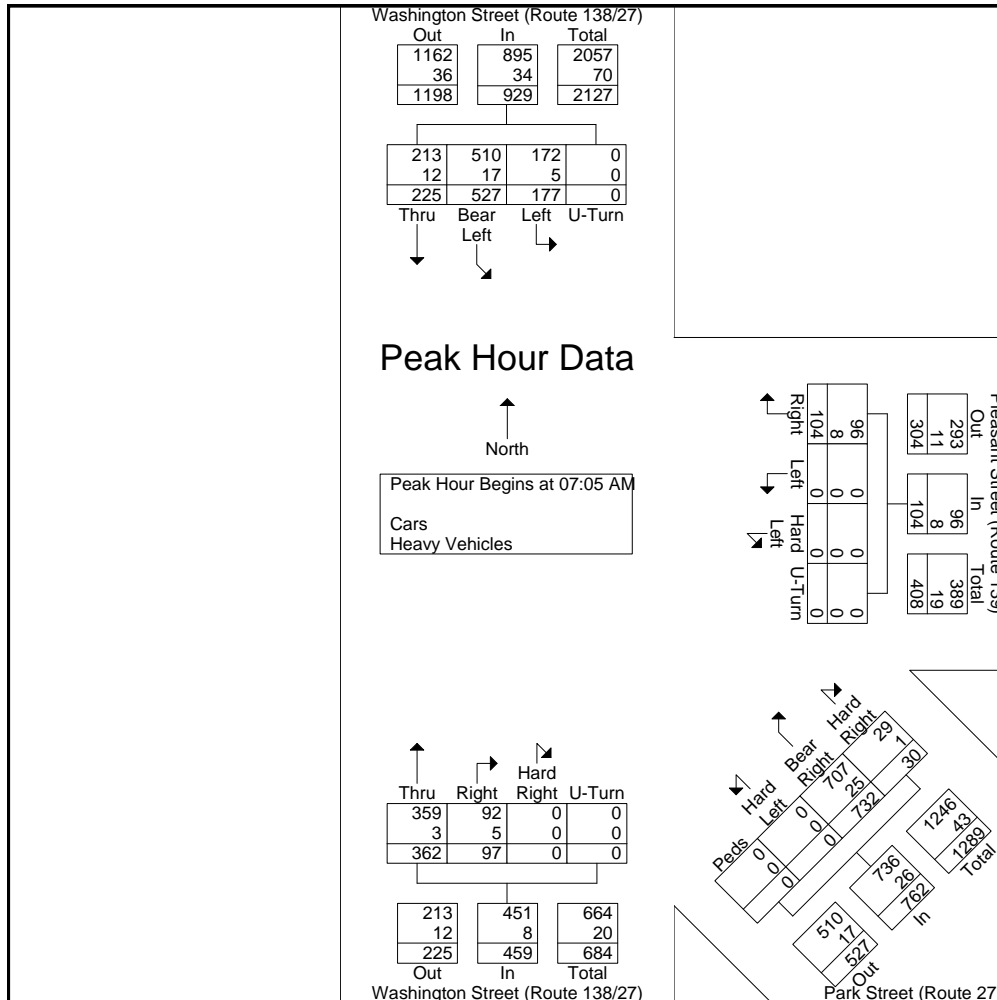 Washington Street (Route 138/27)
Out In Total
1162 895 2057
36 34 70
1198 929 2127
213 510 172 0
12 17 5 0
225 527 177 0
Thru Bear Left Left U-Turn
Peak Hour Data
North
Peak Hour Begins at 07:05 AM
Cars
Heavy Vehicles
Right Left Hard Left U-Turn
96 0 0 0
8 0 0 0
104 0 0 0
Street (Route 139)
Out In Total
293 96 389
11 8 19
304 104 408
Peds Hard Left Bear Right Hard Right
0 0 707 29
0 0 25 1
0 0 732 30
510 736 1246
17 26 43
527 762 1289
Out In Total
Park Street (Route 27
Thru Right Hard Right U-Turn
359 92 0 0
3 5 0 0
362 97 0 0
213 451 664
12 8 20
225 459 684
Out In Total
Washington Street (Route 138/27)